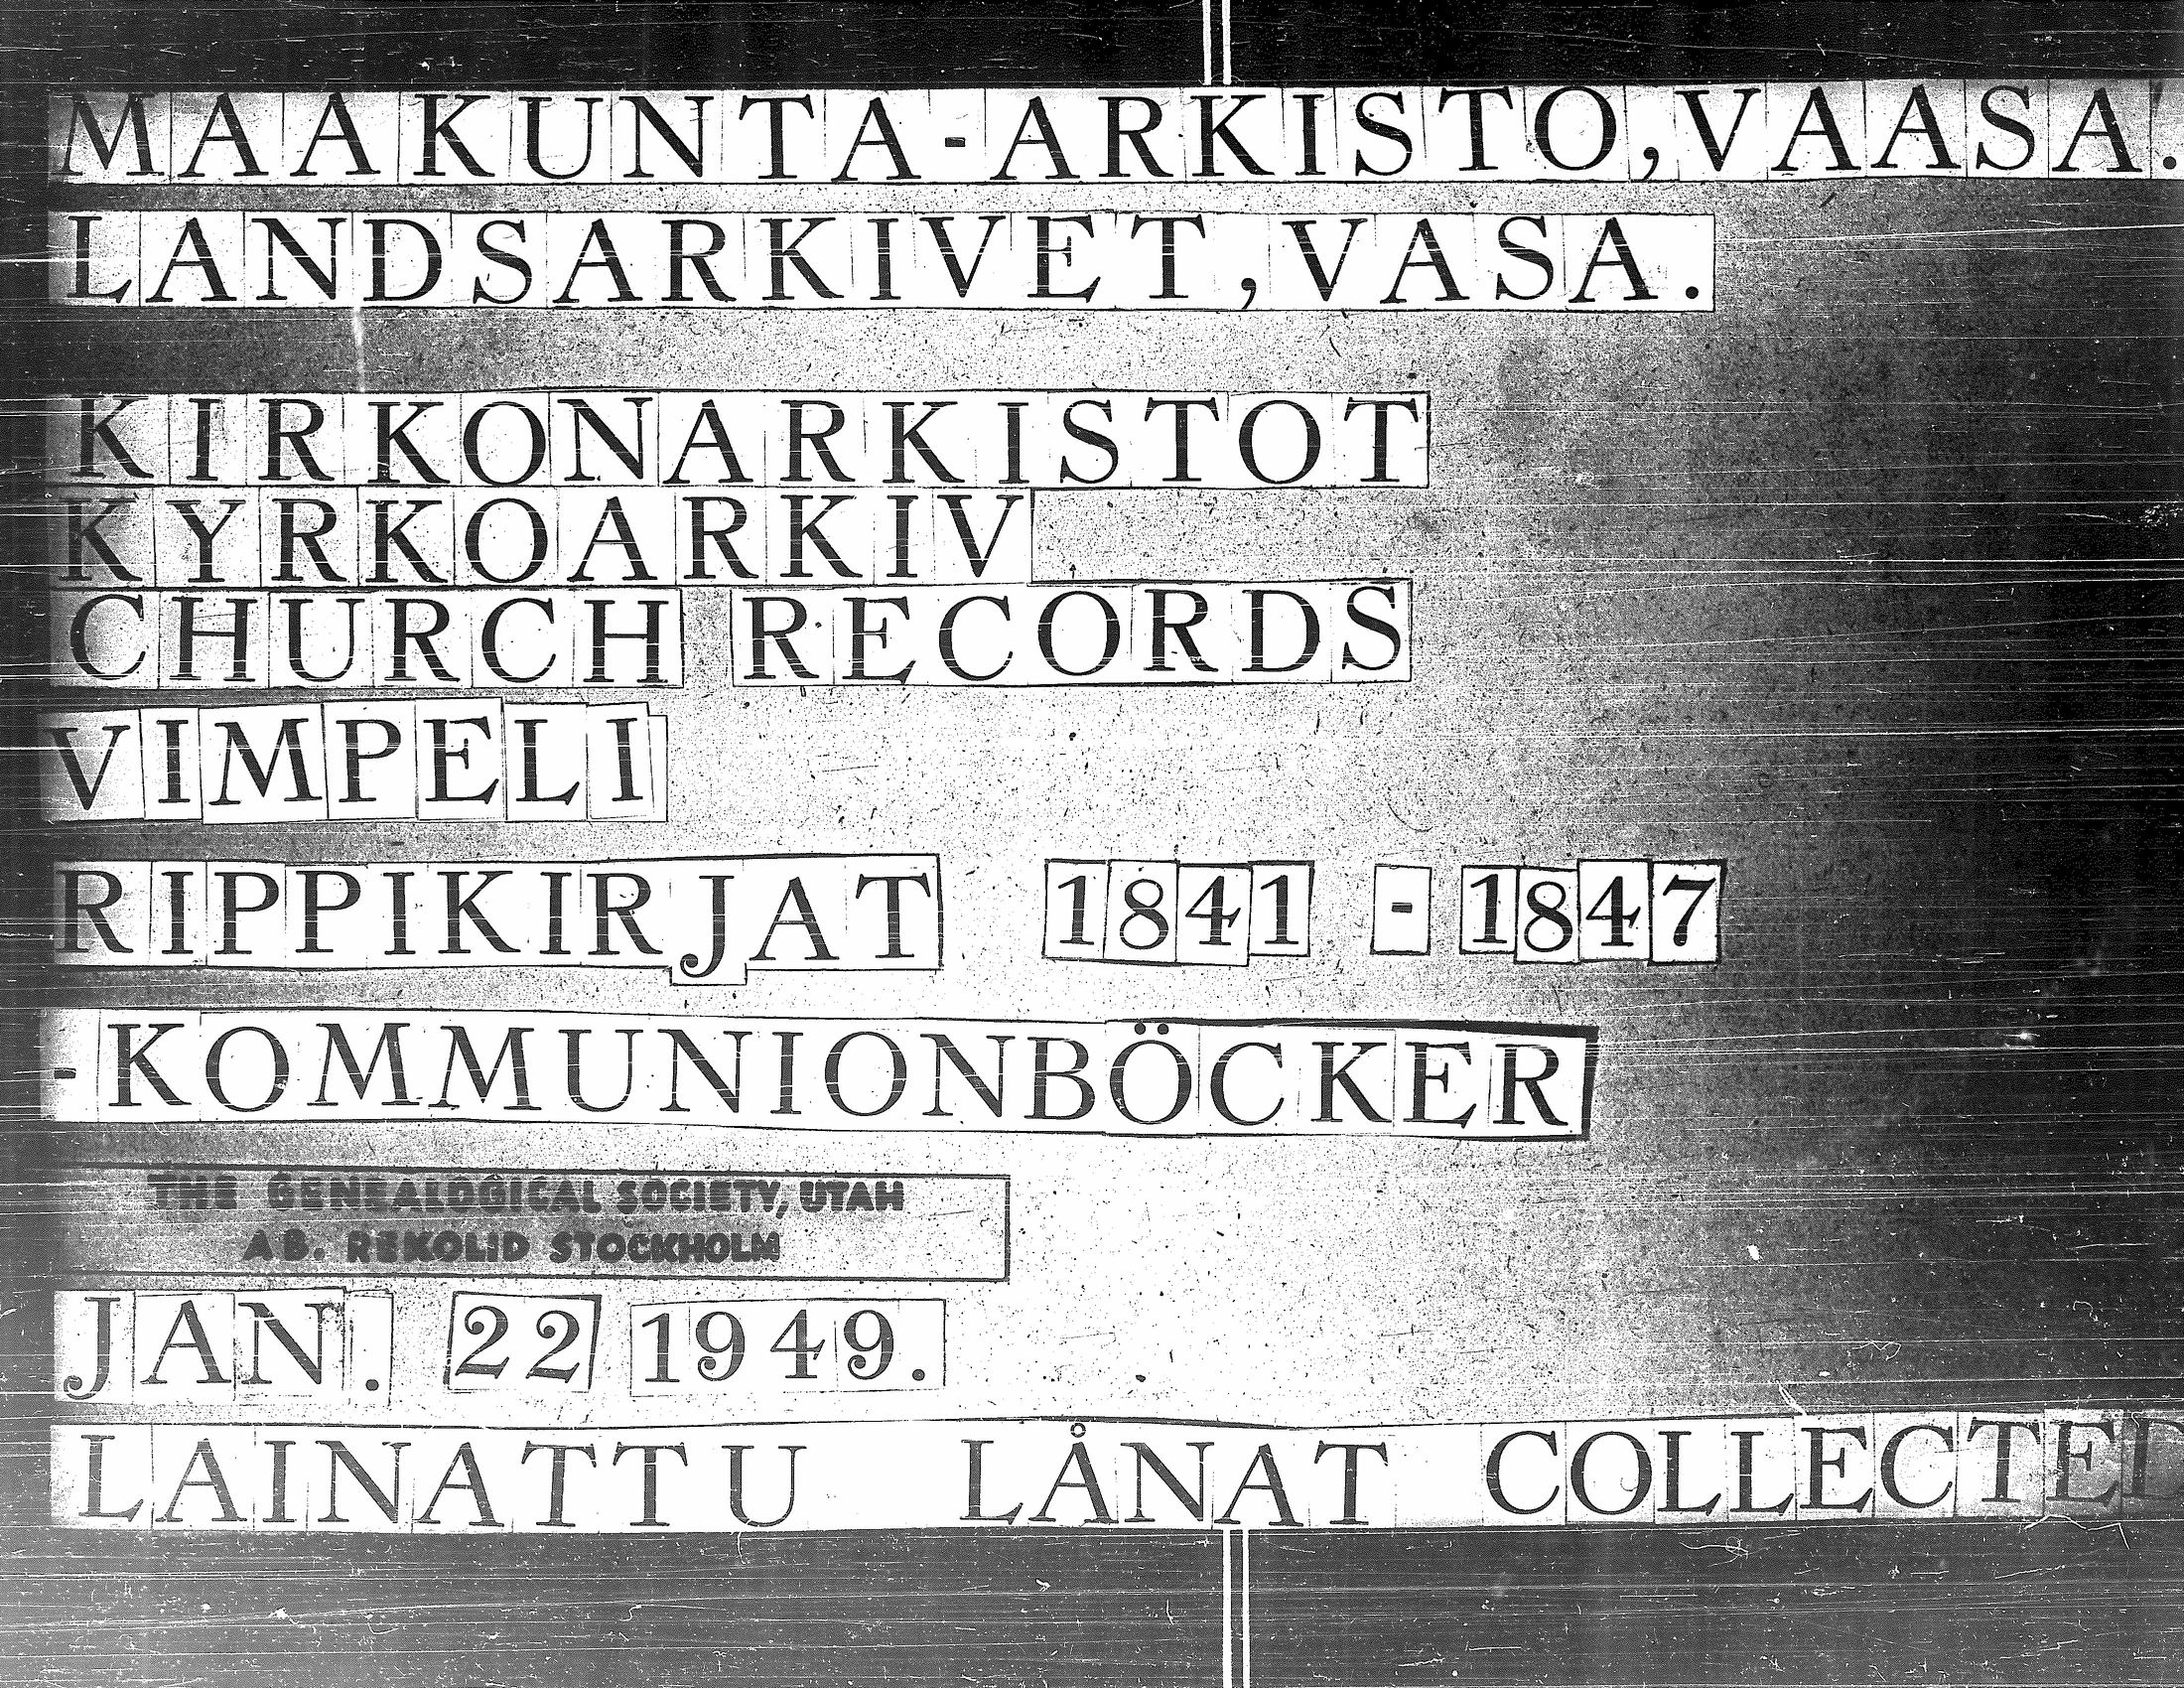 MAAKUNTA-ARKISTO, VAASA.
LANDSARKIVET, VASA.
KIRKONARKISTOT
KYRKOARKIV
CHURCH RECORDS
VIMPELI
RIPPIKIRJAT 1841 - 1847
-KOMMUNIONBÖCKER
THE GENEALOGICAL SOCIETY, UTAH
AB. REKOLID STOCKHOLM
JAN. 22 1949.
LAINATTU LÅNAT COLLECTED